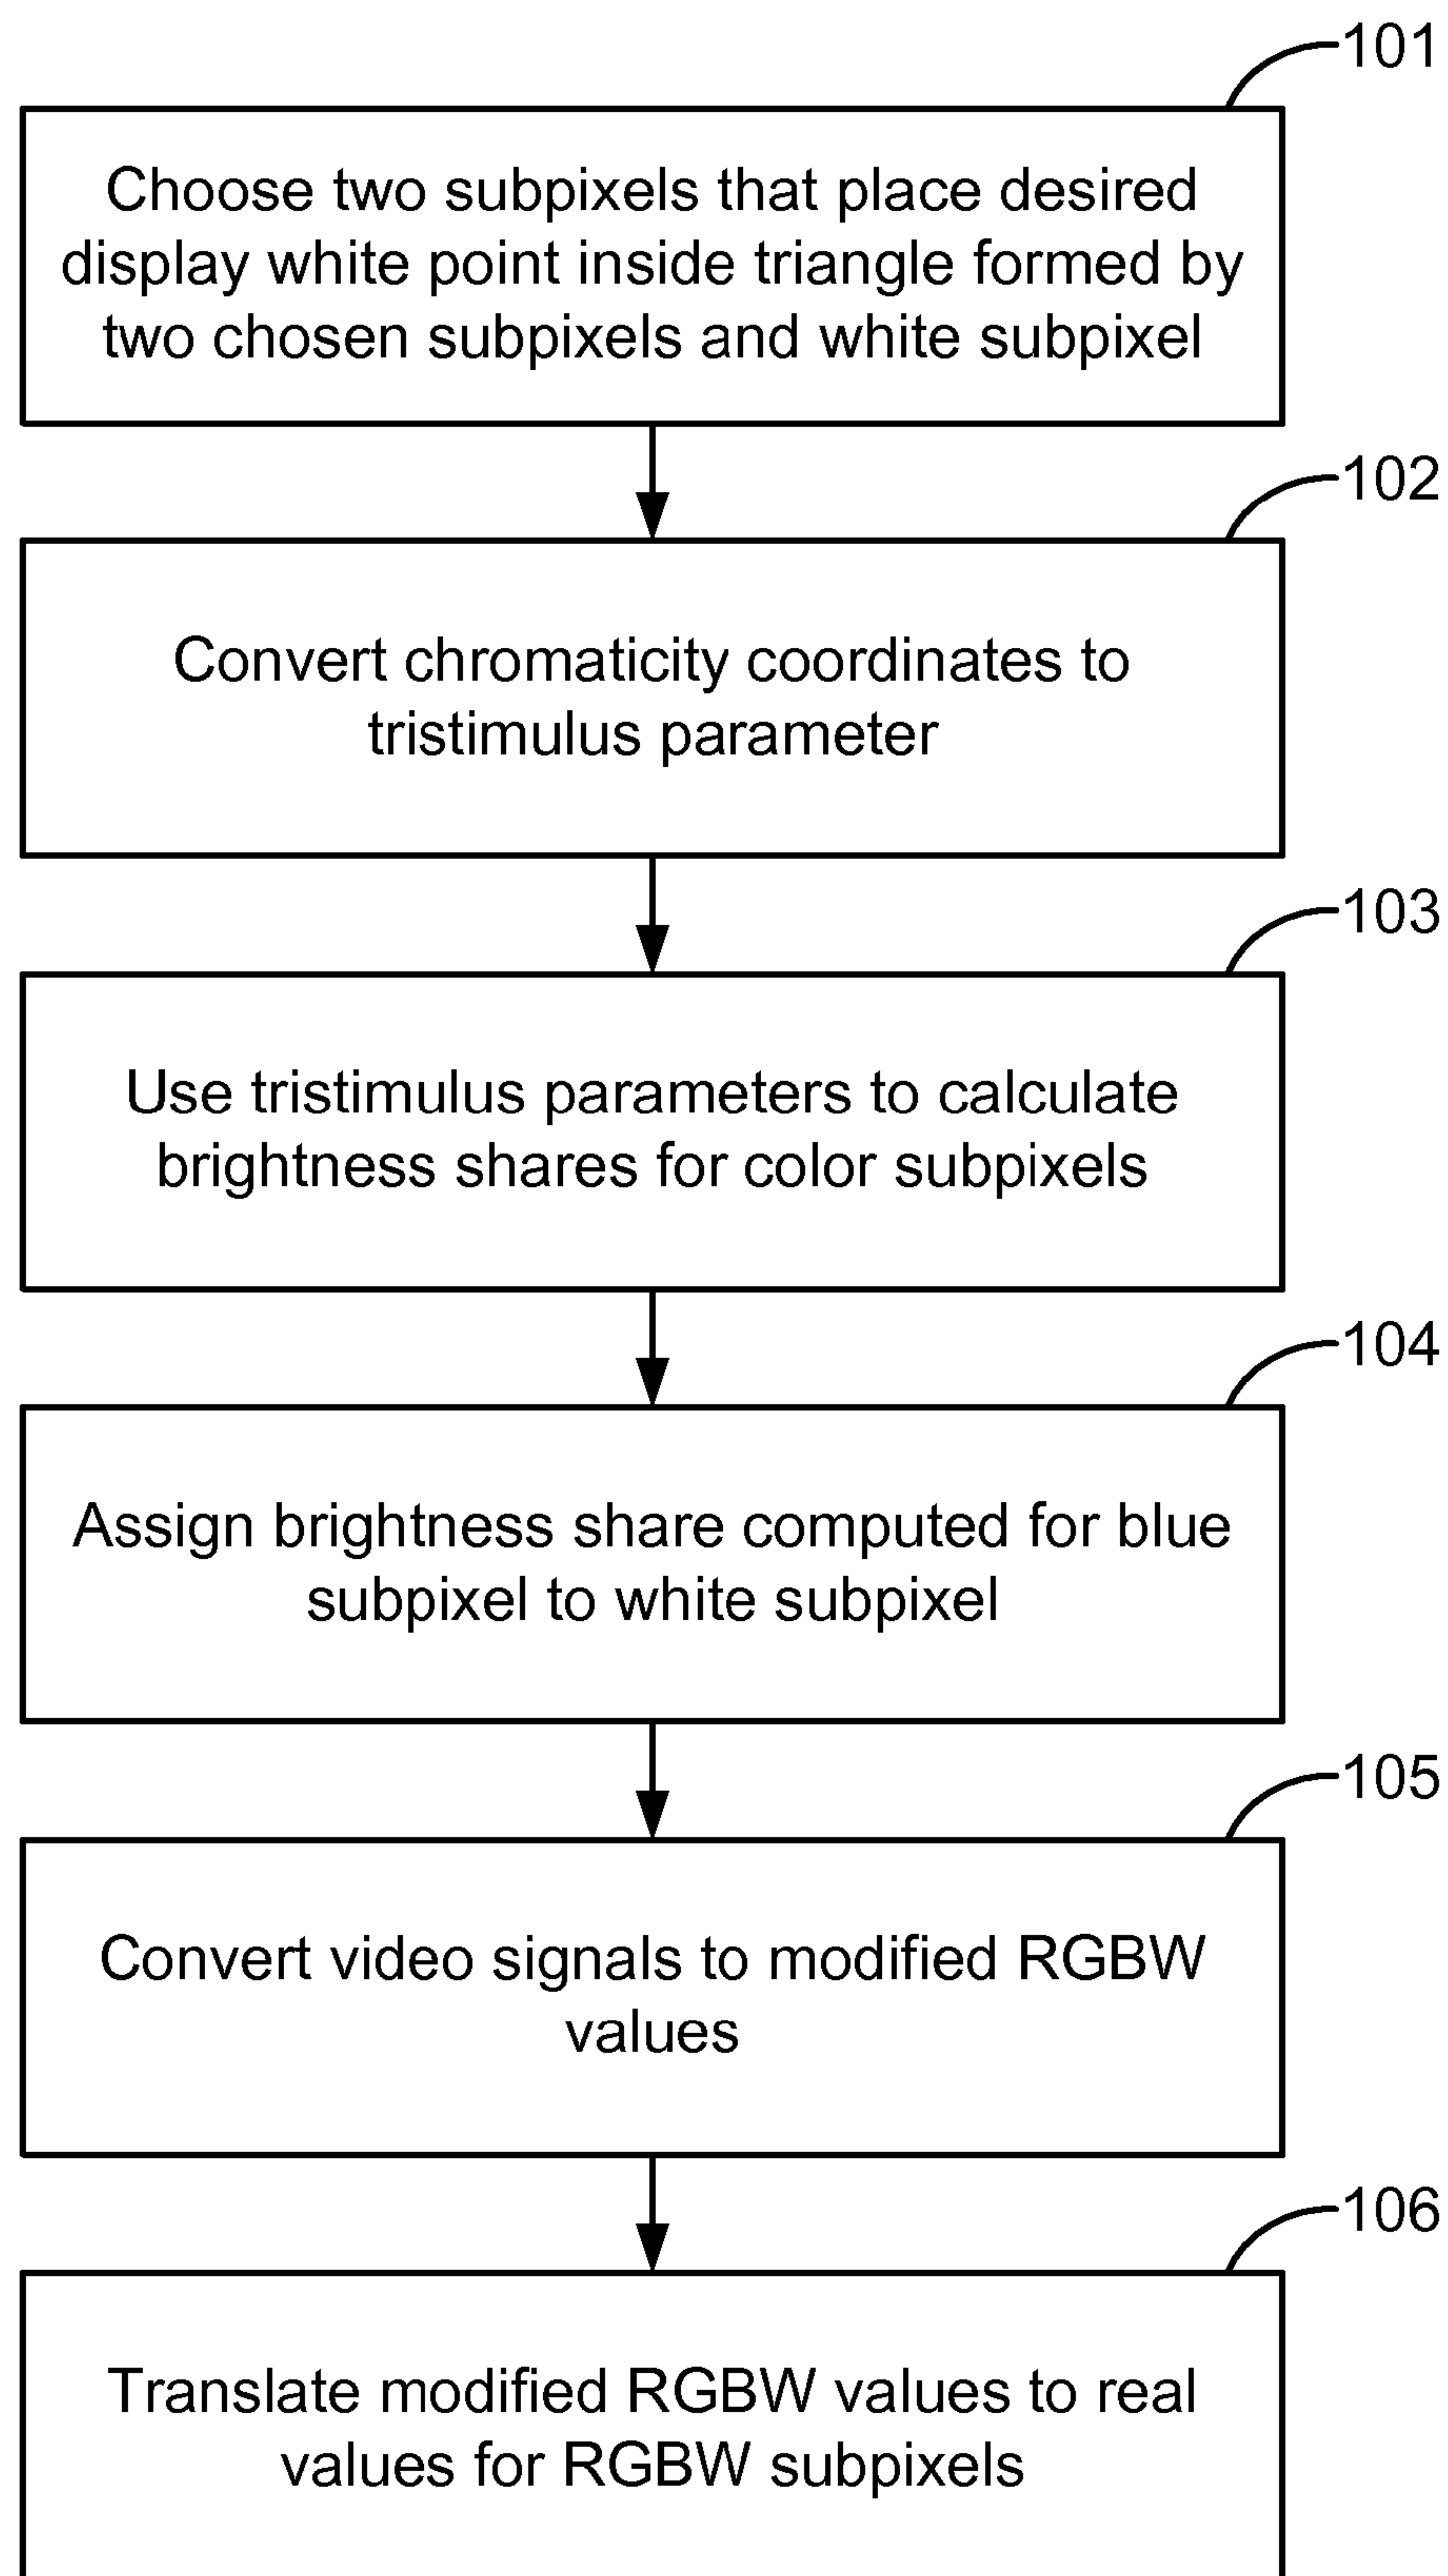 101
Choose two subpixels that place desired
display white point inside triangle formed by
two chosen subpixels and white subpixel
102
Convert chromaticity coordinates to
tristimulus parameter
103
Use tristimulus parameters to calculate
brightness shares for color subpixels
104
Assign brightness share computed for blue
subpixel to white subpixel
105
Convert video signals to modified RGBW
values
106
Translate modified RGBW values to real
values for RGBW subpixels